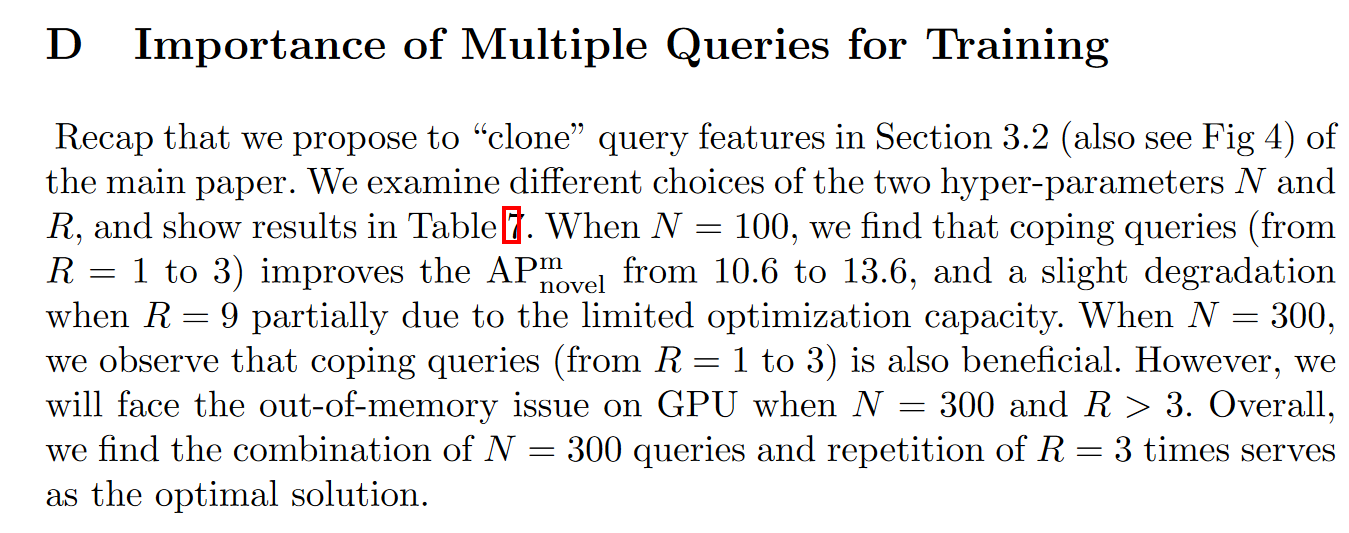 D Importance of Multiple Queries for Training
Recap that we propose to “clone” query features in Section 3.2 (also see Fig 4) of
the main paper. We examine different choices of the two hyper-parameters N and
R, and show results in Table 7. When N = 100, we find that coping queries (from
R = 1 to 3) improves the AP^m_novel from 10.6 to 13.6, and a slight degradation
when R = 9 partially due to the limited optimization capacity. When N = 300,
we observe that coping queries (from R = 1 to 3) is also beneficial. However, we
will face the out-of-memory issue on GPU when N = 300 and R > 3. Overall,
we find the combination of N = 300 queries and repetition of R = 3 times serves
as the optimal solution.